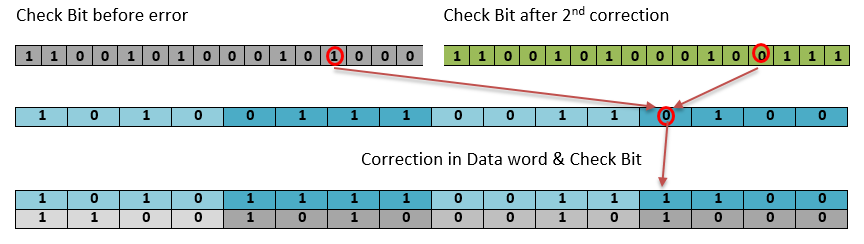 Check Bit before error
Check Bit after 2nd correction
1 1 0 0 1 0 1 0 0 0 1 0 1 0 0 0
1 1 0 0 1 0 1 0 0 0 1 0 0 1 1 1
1 0 1 0 0 1 1 1 0 0 1 1 0 1 0 0
Correction in Data word & Check Bit
1 0 1 0 1 1 1 1 0 0 1 1 1 1 0 0
1 1 0 0 1 0 1 0 0 0 1 0 1 0 0 0